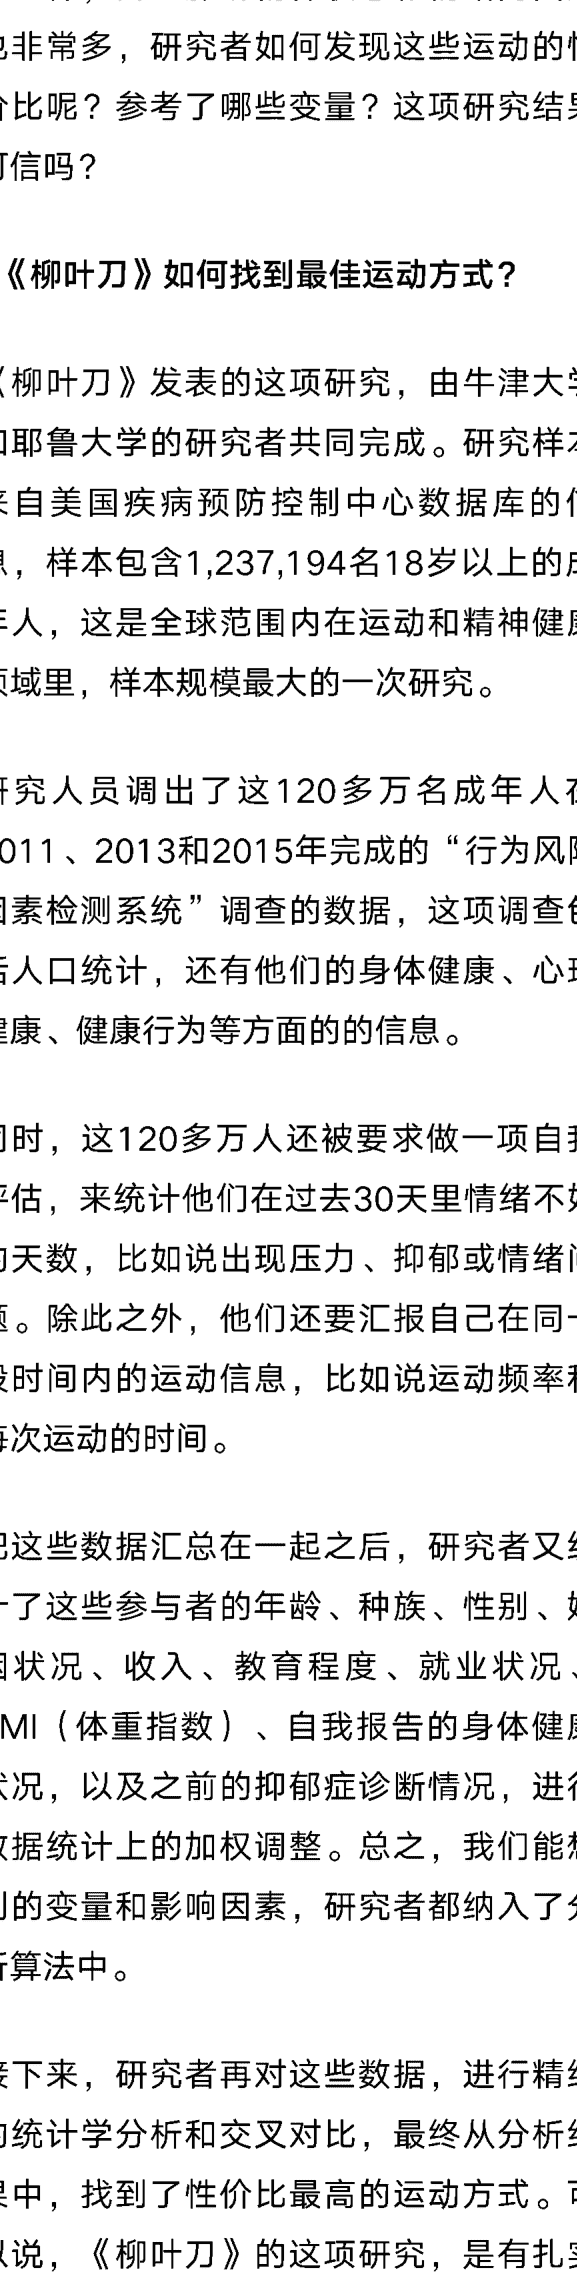 非常多，研究者如何发现这些运动的
比呢？参考了哪些变量？这项研究结果
信吗？
《柳叶刀》如何找到最佳运动方式？
《柳叶刀》发表的这项研究，由牛津大学
耶鲁大学的研究者共同完成。研究样本
来自美国疾病预防控制中心数据库的信
息，样本包含1,237,194名18岁以上的成
年人，这是全球范围内在运动和精神健康
领域里，样本规模最大的一次研究。
研究人员调出了这120多万名成年人在
011、2013和2015年完成的“行为风险
因素检测系统”调查的数据，这项调查包
括人口统计，还有他们的身体健康、心理
健康、健康行为等方面的的信息。
同时，这120多万人还被要求做一项自我
评估，来统计他们在过去30天里情绪不好
的天数，比如说出现压力、抑郁或情绪问
题。除此之外，他们还要汇报自己在同一
段时间内的运动信息，比如说运动频率和
每次运动的时间。
把这些数据汇总在一起之后，研究者又统
计了这些参与者的年龄、种族、性别、婚
姻状况、收入、教育程度、就业状况、
MI（体重指数）、自我报告的身体健康
状况，以及之前的抑郁症诊断情况，进行
数据统计上的加权调整。总之，我们能想
到的变量和影响因素，研究者都纳入了分
析算法中。
接下来，研究者再对这些数据，进行精细
的统计学分析和交叉对比，最终从分析结
果中，找到了性价比最高的运动方式。可
以说，《柳叶刀》的这项研究，是有扎实